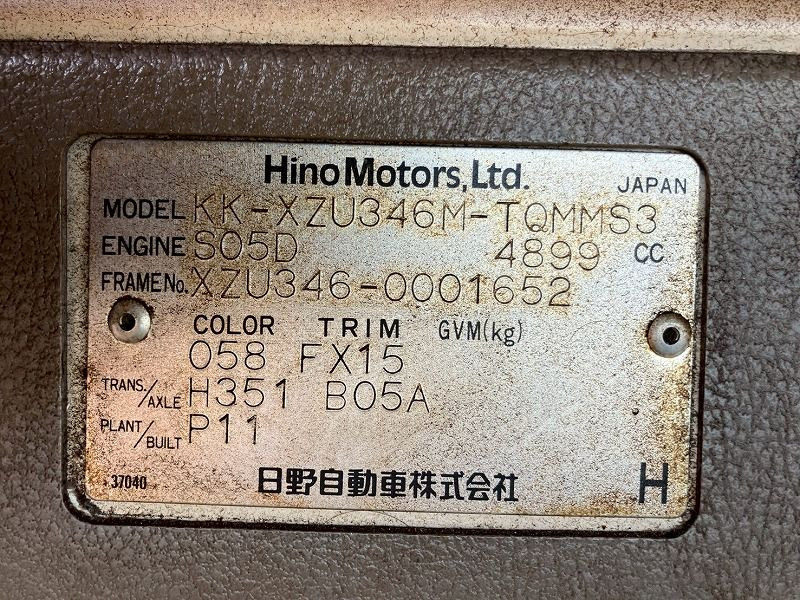 Hino Motors, Ltd.
JAPAN
MODEL KK-XZU346M-TQMMS3
ENGINE S05D 4899 CC
FRAME No. XZU346-0001652
COLOR TRIM GVM(kg)
058 FX15
TRANS./AXLE H351 B05A
PLANT/BUILT P11
37040 日野自動車株式会社 H